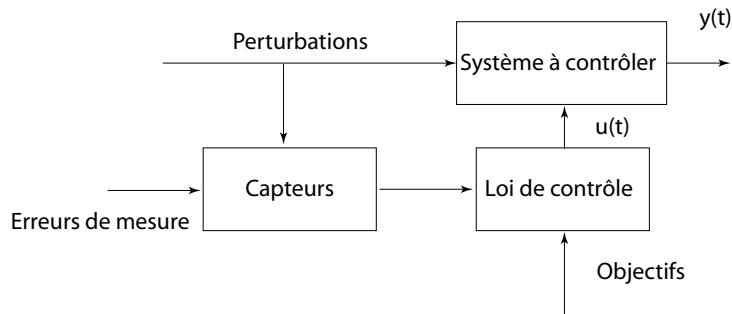 y(t)
Perturbations
Système à contrôler
u(t)
Capteurs
Loi de contrôle
Erreurs de mesure
Objectifs